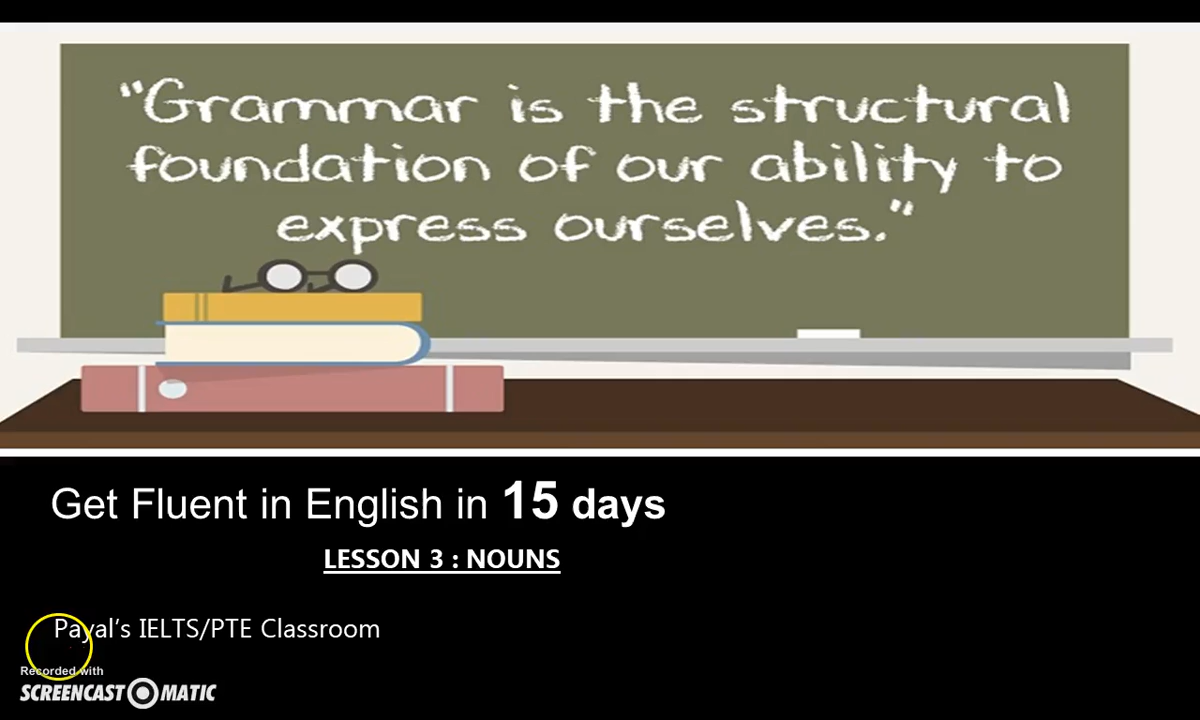 "Grammar is the structural
foundation of our ability to
express ourselves."
Get Fluent in English in 15 days
LESSON 3 : NOUNS
Payal’s IELTS/PTE Classroom
Recorded with
SCREENCAST MATIC